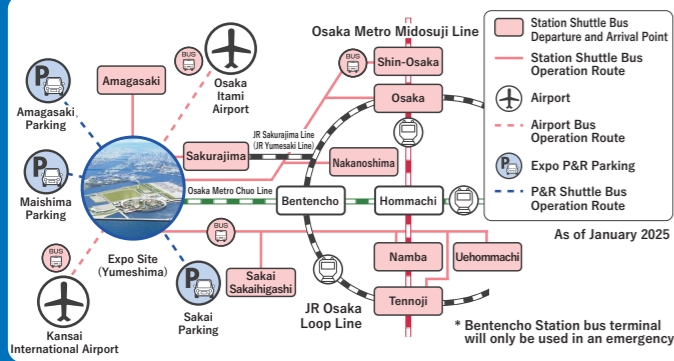 Osaka Metro Midosuji Line
BUS
Amagasaki
P
Amagasaki
Parking
Osaka
Itami
Airport
BUS
Shin-Osaka
Osaka
JR Sakurajima Line
(JR Yumesaki Line)
Sakurajima
Nakanoshima
P
Maishima
Parking
Osaka Metro Chuo Line
Bentencho
Hommachi
BUS
Expo Site
(Yumeshima)
BUS
Kansai
International Airport
P
Sakai
Parking
Sakai
Sakaihigashi
Namba
Uehommachi
Tennoji
JR Osaka
Loop Line
Station Shuttle Bus
Departure and Arrival Point
Station Shuttle Bus
Operation Route
Airport
Airport Bus
Operation Route
P
Expo P&R Parking
P&R Shuttle Bus
Operation Route
As of January 2025
* Bentencho Station bus terminal
will only be used in an emergency